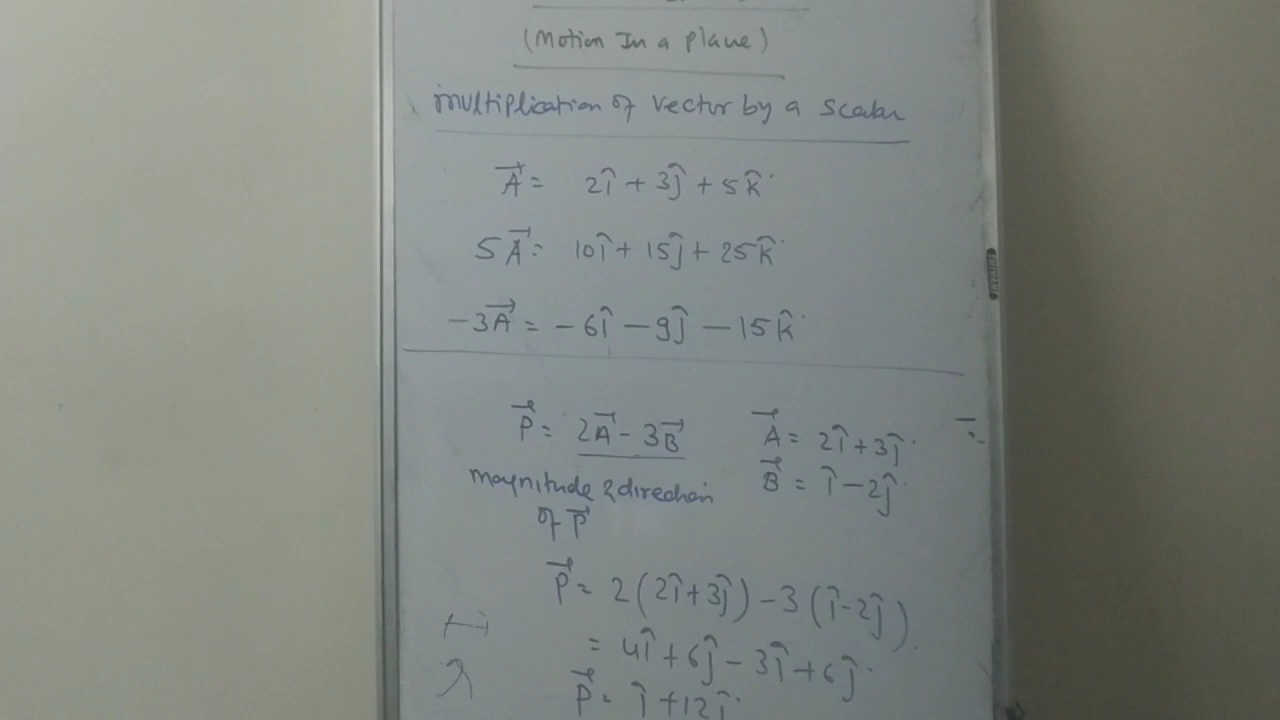 (Motion In a plane)
multiplication of vector by a scalar
A⃗ = 2î + 3ĵ + 5k̂
5A⃗ = 10î + 15ĵ + 25k̂
-3A⃗ = -6î - 9ĵ - 15k̂
P⃗ = 2A⃗ - 3B⃗
A⃗ = 2î + 3ĵ
B⃗ = î - 2ĵ
magnitude & direction
of P⃗
P⃗ = 2(2î+3ĵ) - 3(î-2ĵ)
= 4î + 6ĵ - 3î + 6ĵ
P⃗ = î + 12ĵ